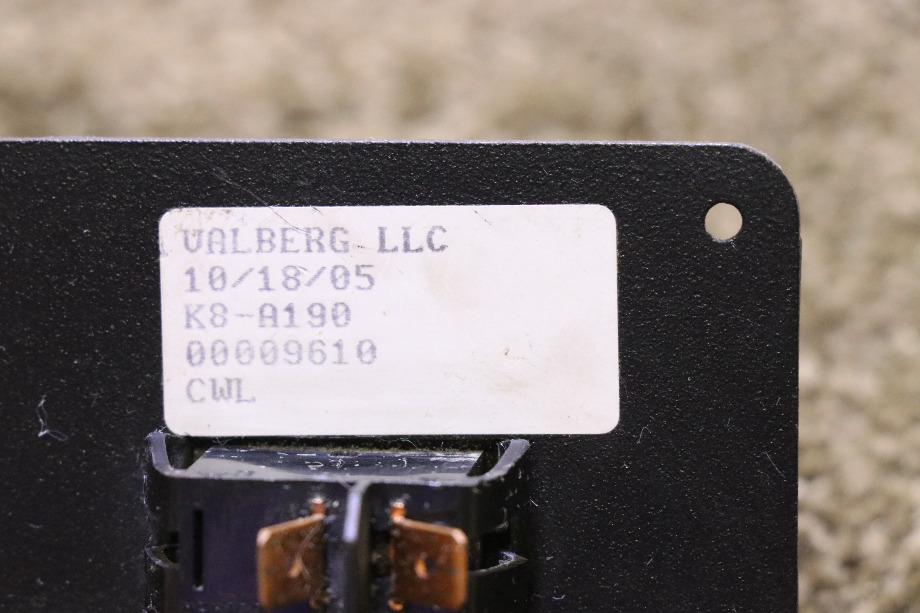 VALBERG LLC
10/18/05
K8-A190
00009610
CWL